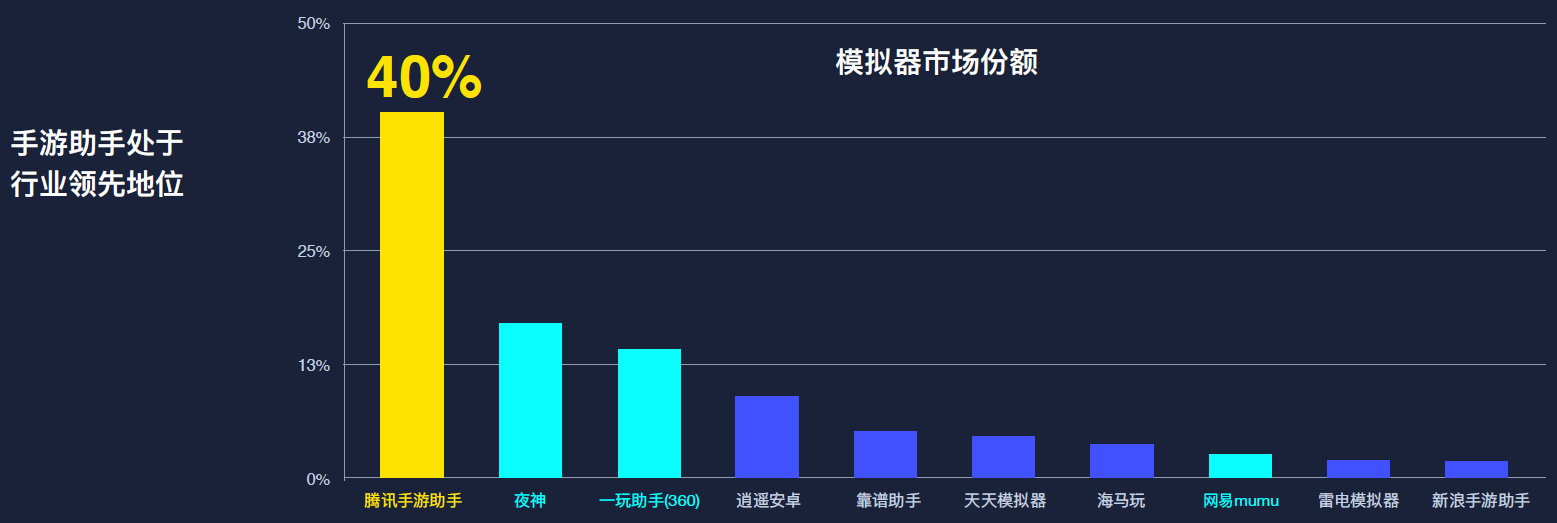 手游助手处于
行业领先地位
模拟器市场份额
50%
40%
38%
25%
13%
0%
腾讯手游助手 夜神 一玩助手(360) 逍遥安卓 靠谱助手 天天模拟器 海马玩 网易mumu 雷电模拟器 新浪手游助手